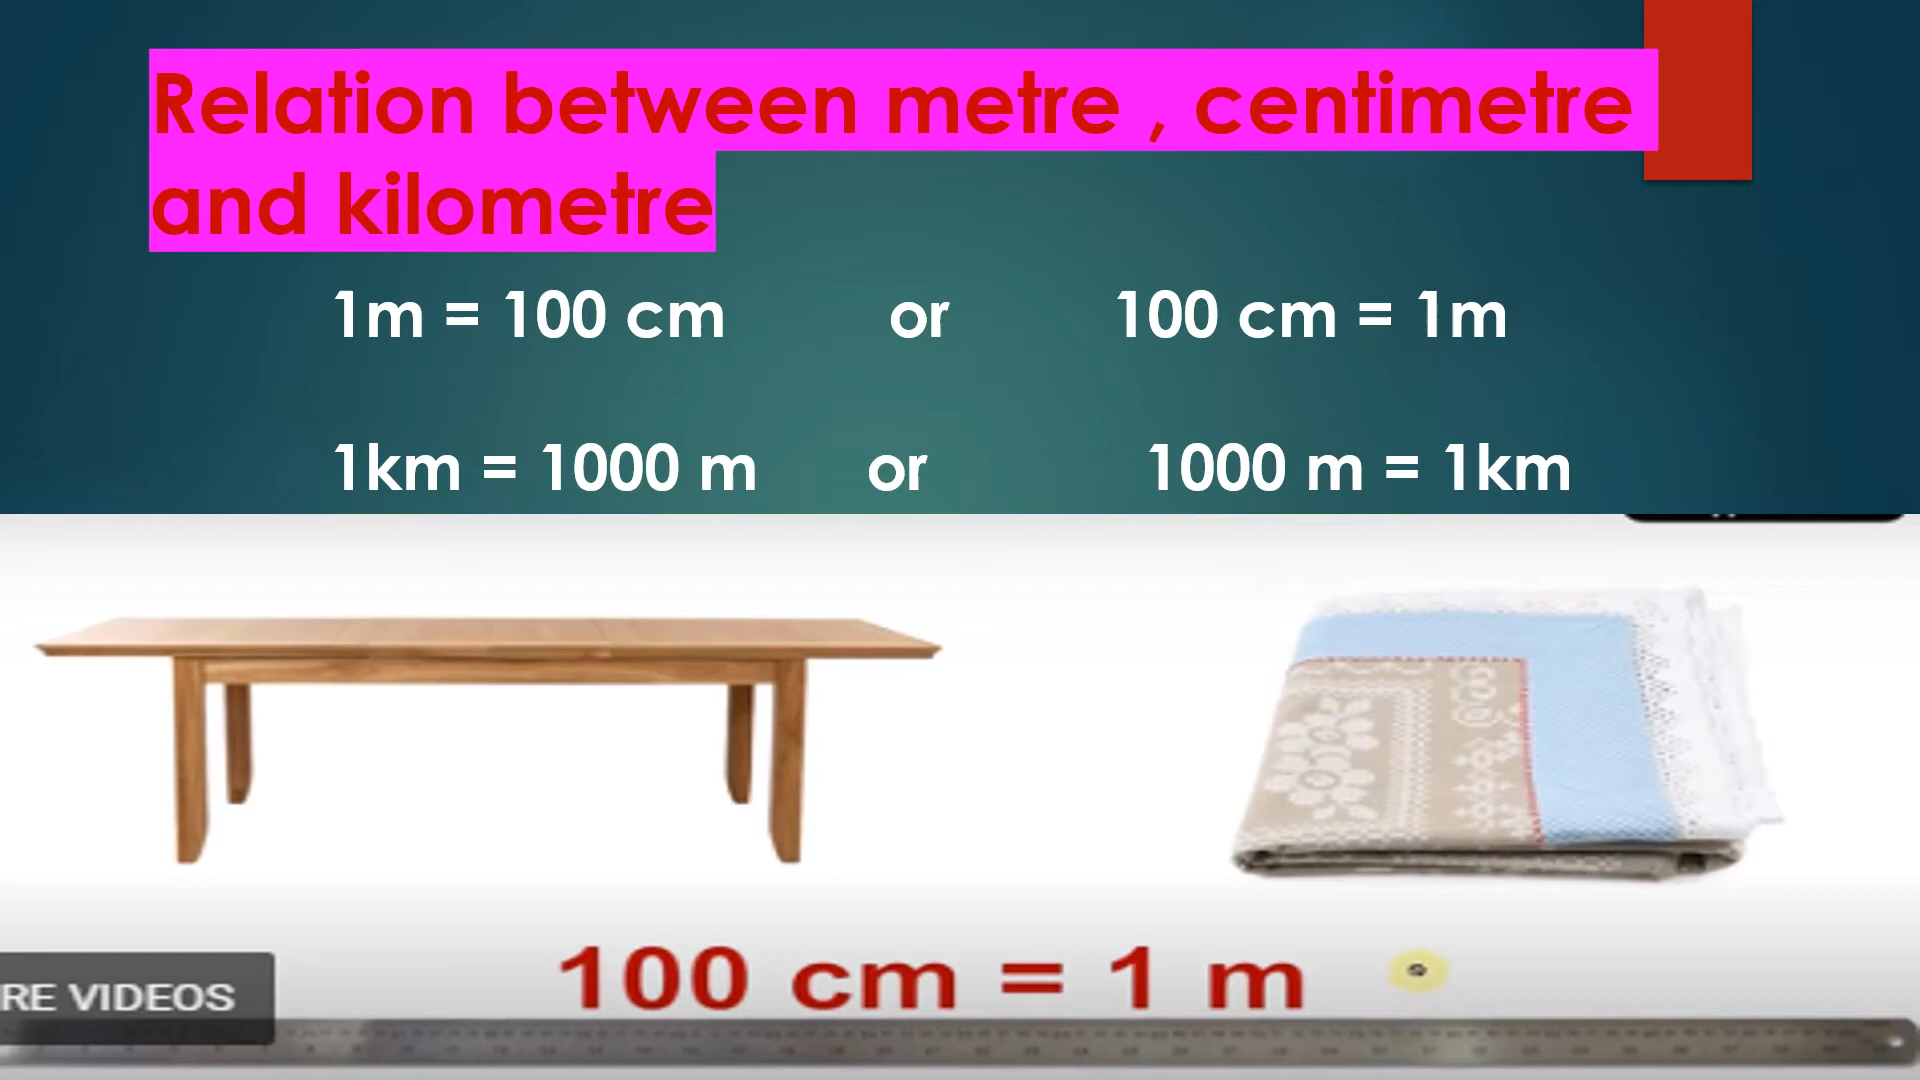 Relation between metre , centimetre
and kilometre
1m = 100 cm or 100 cm = 1m
1km = 1000 m or 1000 m = 1km
100 cm = 1 m
RE VIDEOS